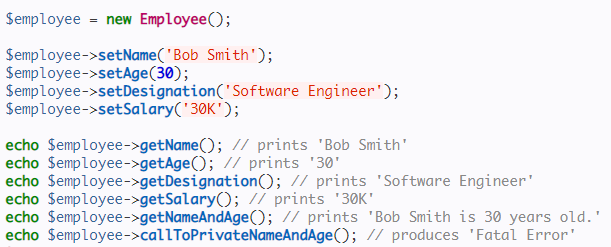 $employee = new Employee();
$employee->setName('Bob Smith');
$employee->setAge(30);
$employee->setDesignation('Software Engineer');
$employee->setSalary('30K');
echo $employee->getName(); // prints 'Bob Smith'
echo $employee->getAge(); // prints '30'
echo $employee->getDesignation(); // prints 'Software Engineer'
echo $employee->getSalary(); // prints '30K'
echo $employee->getNameAndAge(); // prints 'Bob Smith is 30 years old.'
echo $employee->callToPrivateNameAndAge(); // produces 'Fatal Error'